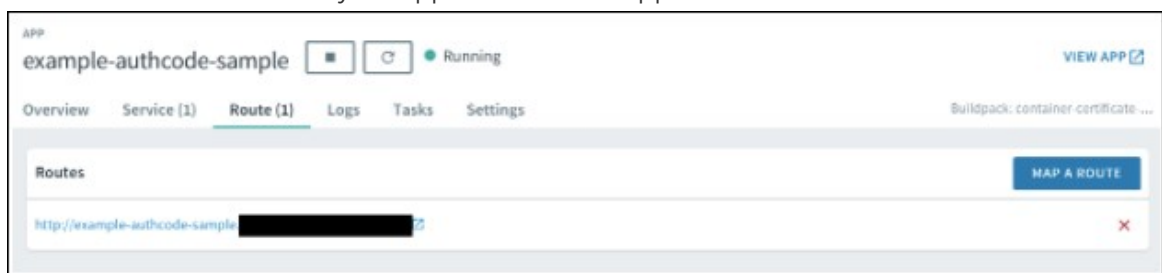 APP
example-authcode-sample Running
VIEW APP
Overview Service (1) Route (1) Logs Tasks Settings Buildpack: container-certificate-...
Routes MAP A ROUTE
http://example-authcode-sample.